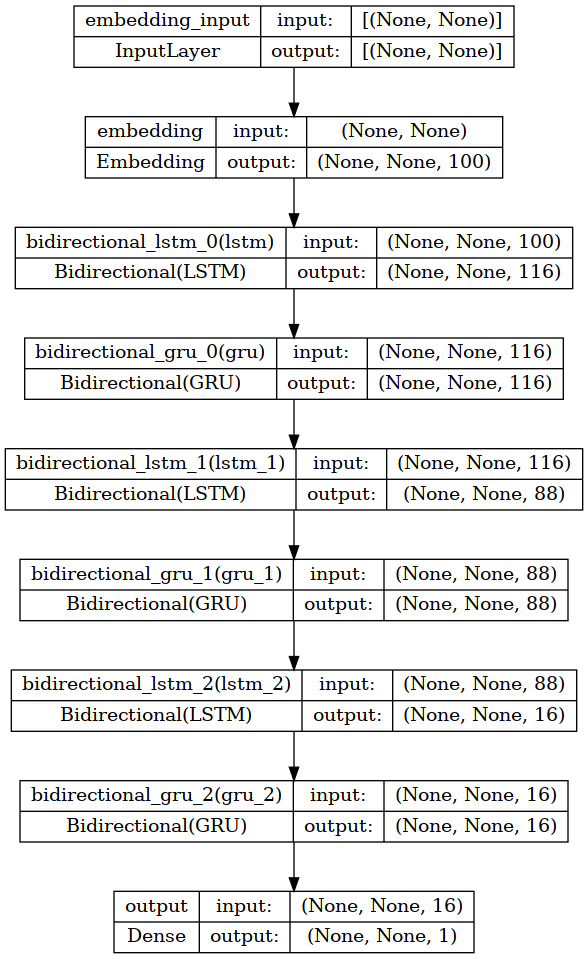 embedding_input input: [(None, None)]
InputLayer output: [(None, None)]
embedding input: (None, None)
Embedding output: (None, None, 100)
bidirectional_lstm_0(lstm) input: (None, None, 100)
Bidirectional(LSTM) output: (None, None, 116)
bidirectional_gru_0(gru) input: (None, None, 116)
Bidirectional(GRU) output: (None, None, 116)
bidirectional_lstm_1(lstm_1) input: (None, None, 116)
Bidirectional(LSTM) output: (None, None, 88)
bidirectional_gru_1(gru_1) input: (None, None, 88)
Bidirectional(GRU) output: (None, None, 88)
bidirectional_lstm_2(lstm_2) input: (None, None, 88)
Bidirectional(LSTM) output: (None, None, 16)
bidirectional_gru_2(gru_2) input: (None, None, 16)
Bidirectional(GRU) output: (None, None, 16)
output input: (None, None, 16)
Dense output: (None, None, 1)